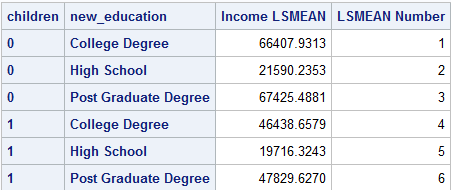 children new_education Income LSMEAN LSMEAN Number
0 College Degree 66407.9313 1
0 High School 21590.2353 2
0 Post Graduate Degree 67425.4881 3
1 College Degree 46438.6579 4
1 High School 19716.3243 5
1 Post Graduate Degree 47829.6270 6